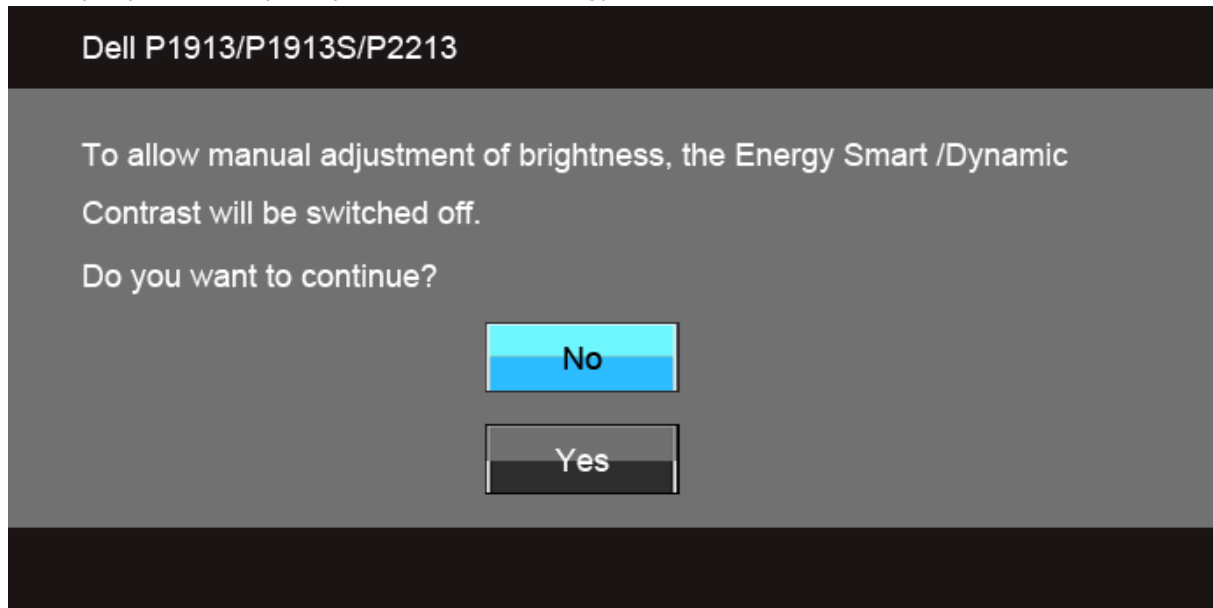 Dell P1913/P1913S/P2213
To allow manual adjustment of brightness, the Energy Smart /Dynamic
Contrast will be switched off.
Do you want to continue?
No
Yes